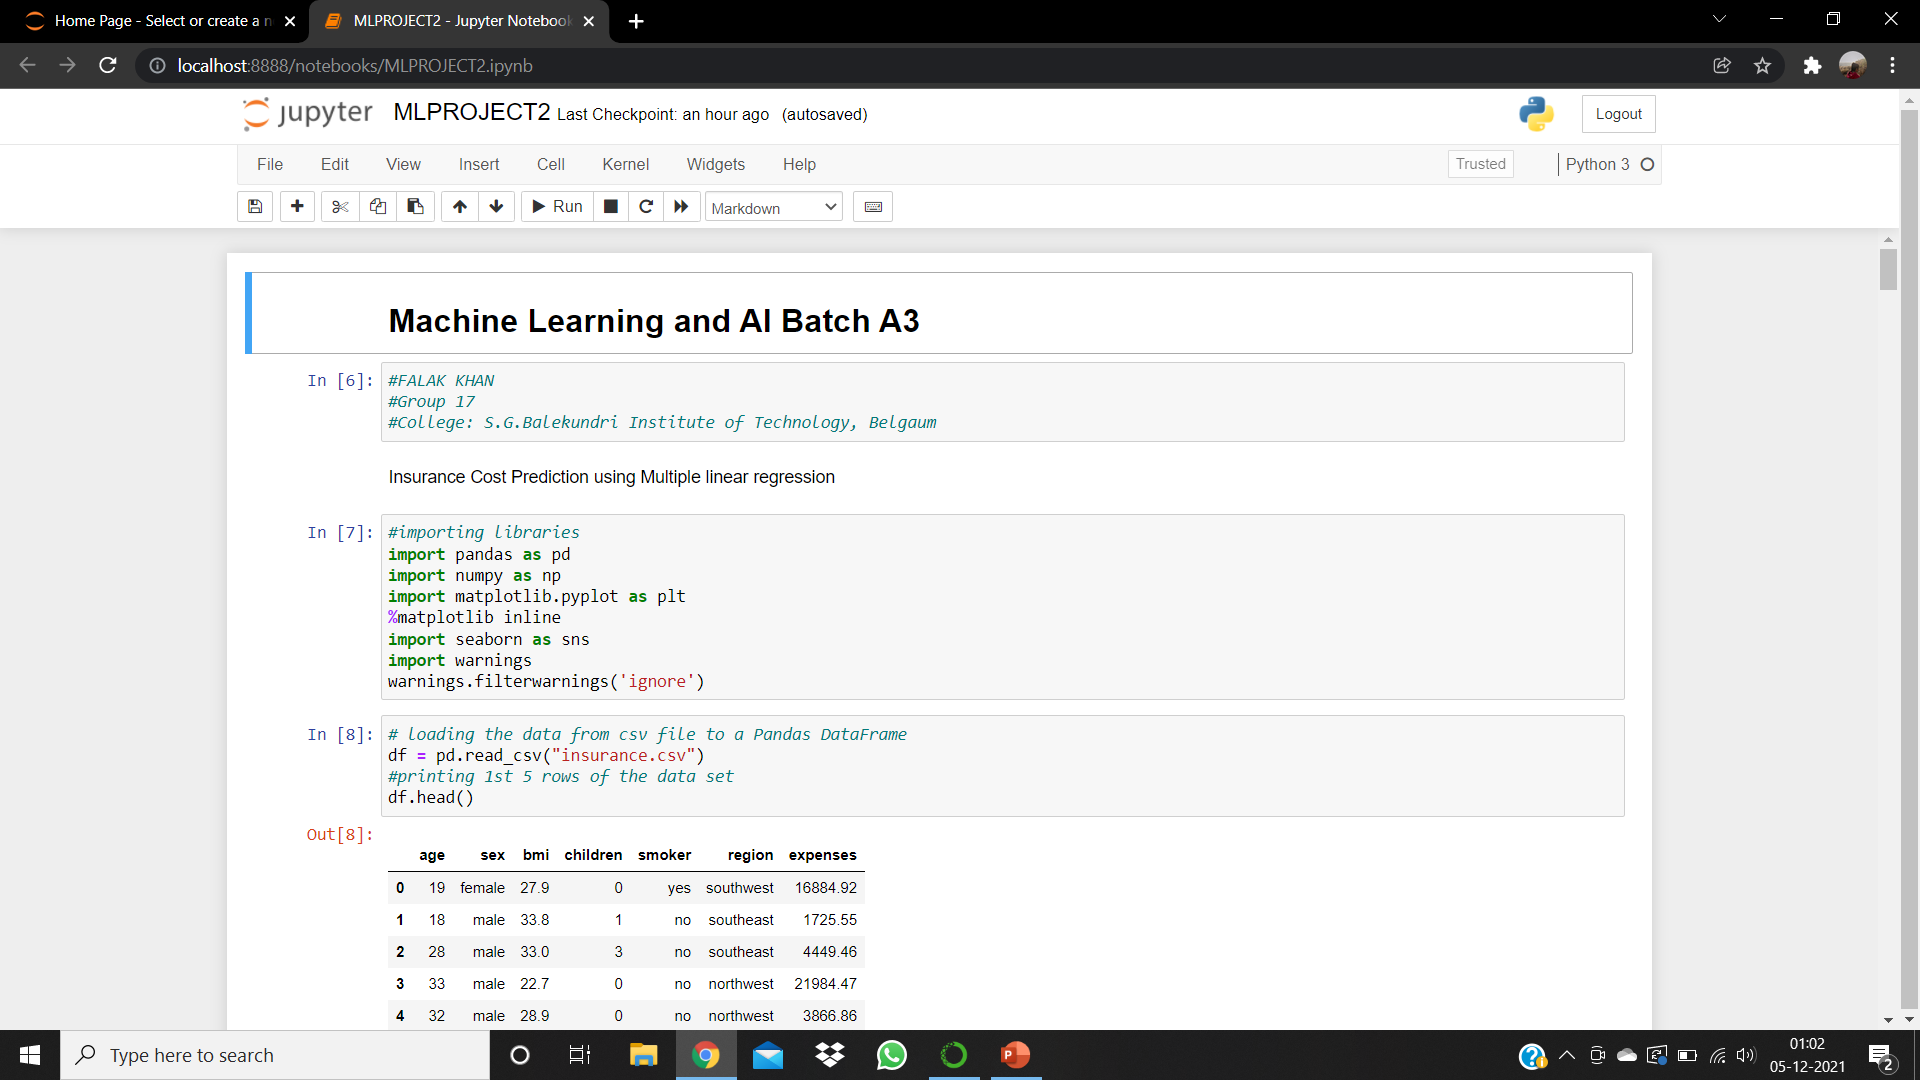 Home Page - Select or create a n
MLPROJECT2 - Jupyter Notebook
localhost:8888/notebooks/MLPROJECT2.ipynb
jupyter MLPROJECT2 Last Checkpoint: an hour ago (autosaved)
Logout
File Edit View Insert Cell Kernel Widgets Help
Trusted Python 3
Run Markdown
Machine Learning and AI Batch A3
In [6]: #FALAK KHAN
#Group 17
#College: S.G.Balekundri Institute of Technology, Belgaum
Insurance Cost Prediction using Multiple linear regression
In [7]: #importing libraries
import pandas as pd
import numpy as np
import matplotlib.pyplot as plt
%matplotlib inline
import seaborn as sns
import warnings
warnings.filterwarnings('ignore')
In [8]: # loading the data from csv file to a Pandas DataFrame
df = pd.read_csv("insurance.csv")
#printing 1st 5 rows of the data set
df.head()
Out[8]:
age sex bmi children smoker region expenses
0 19 female 27.9 0 yes southwest 16884.92
1 18 male 33.8 1 no southeast 1725.55
2 28 male 33.0 3 no southeast 4449.46
3 33 male 22.7 0 no northwest 21984.47
4 32 male 28.9 0 no northwest 3866.86
Type here to search
P
01:02
05-12-2021
2